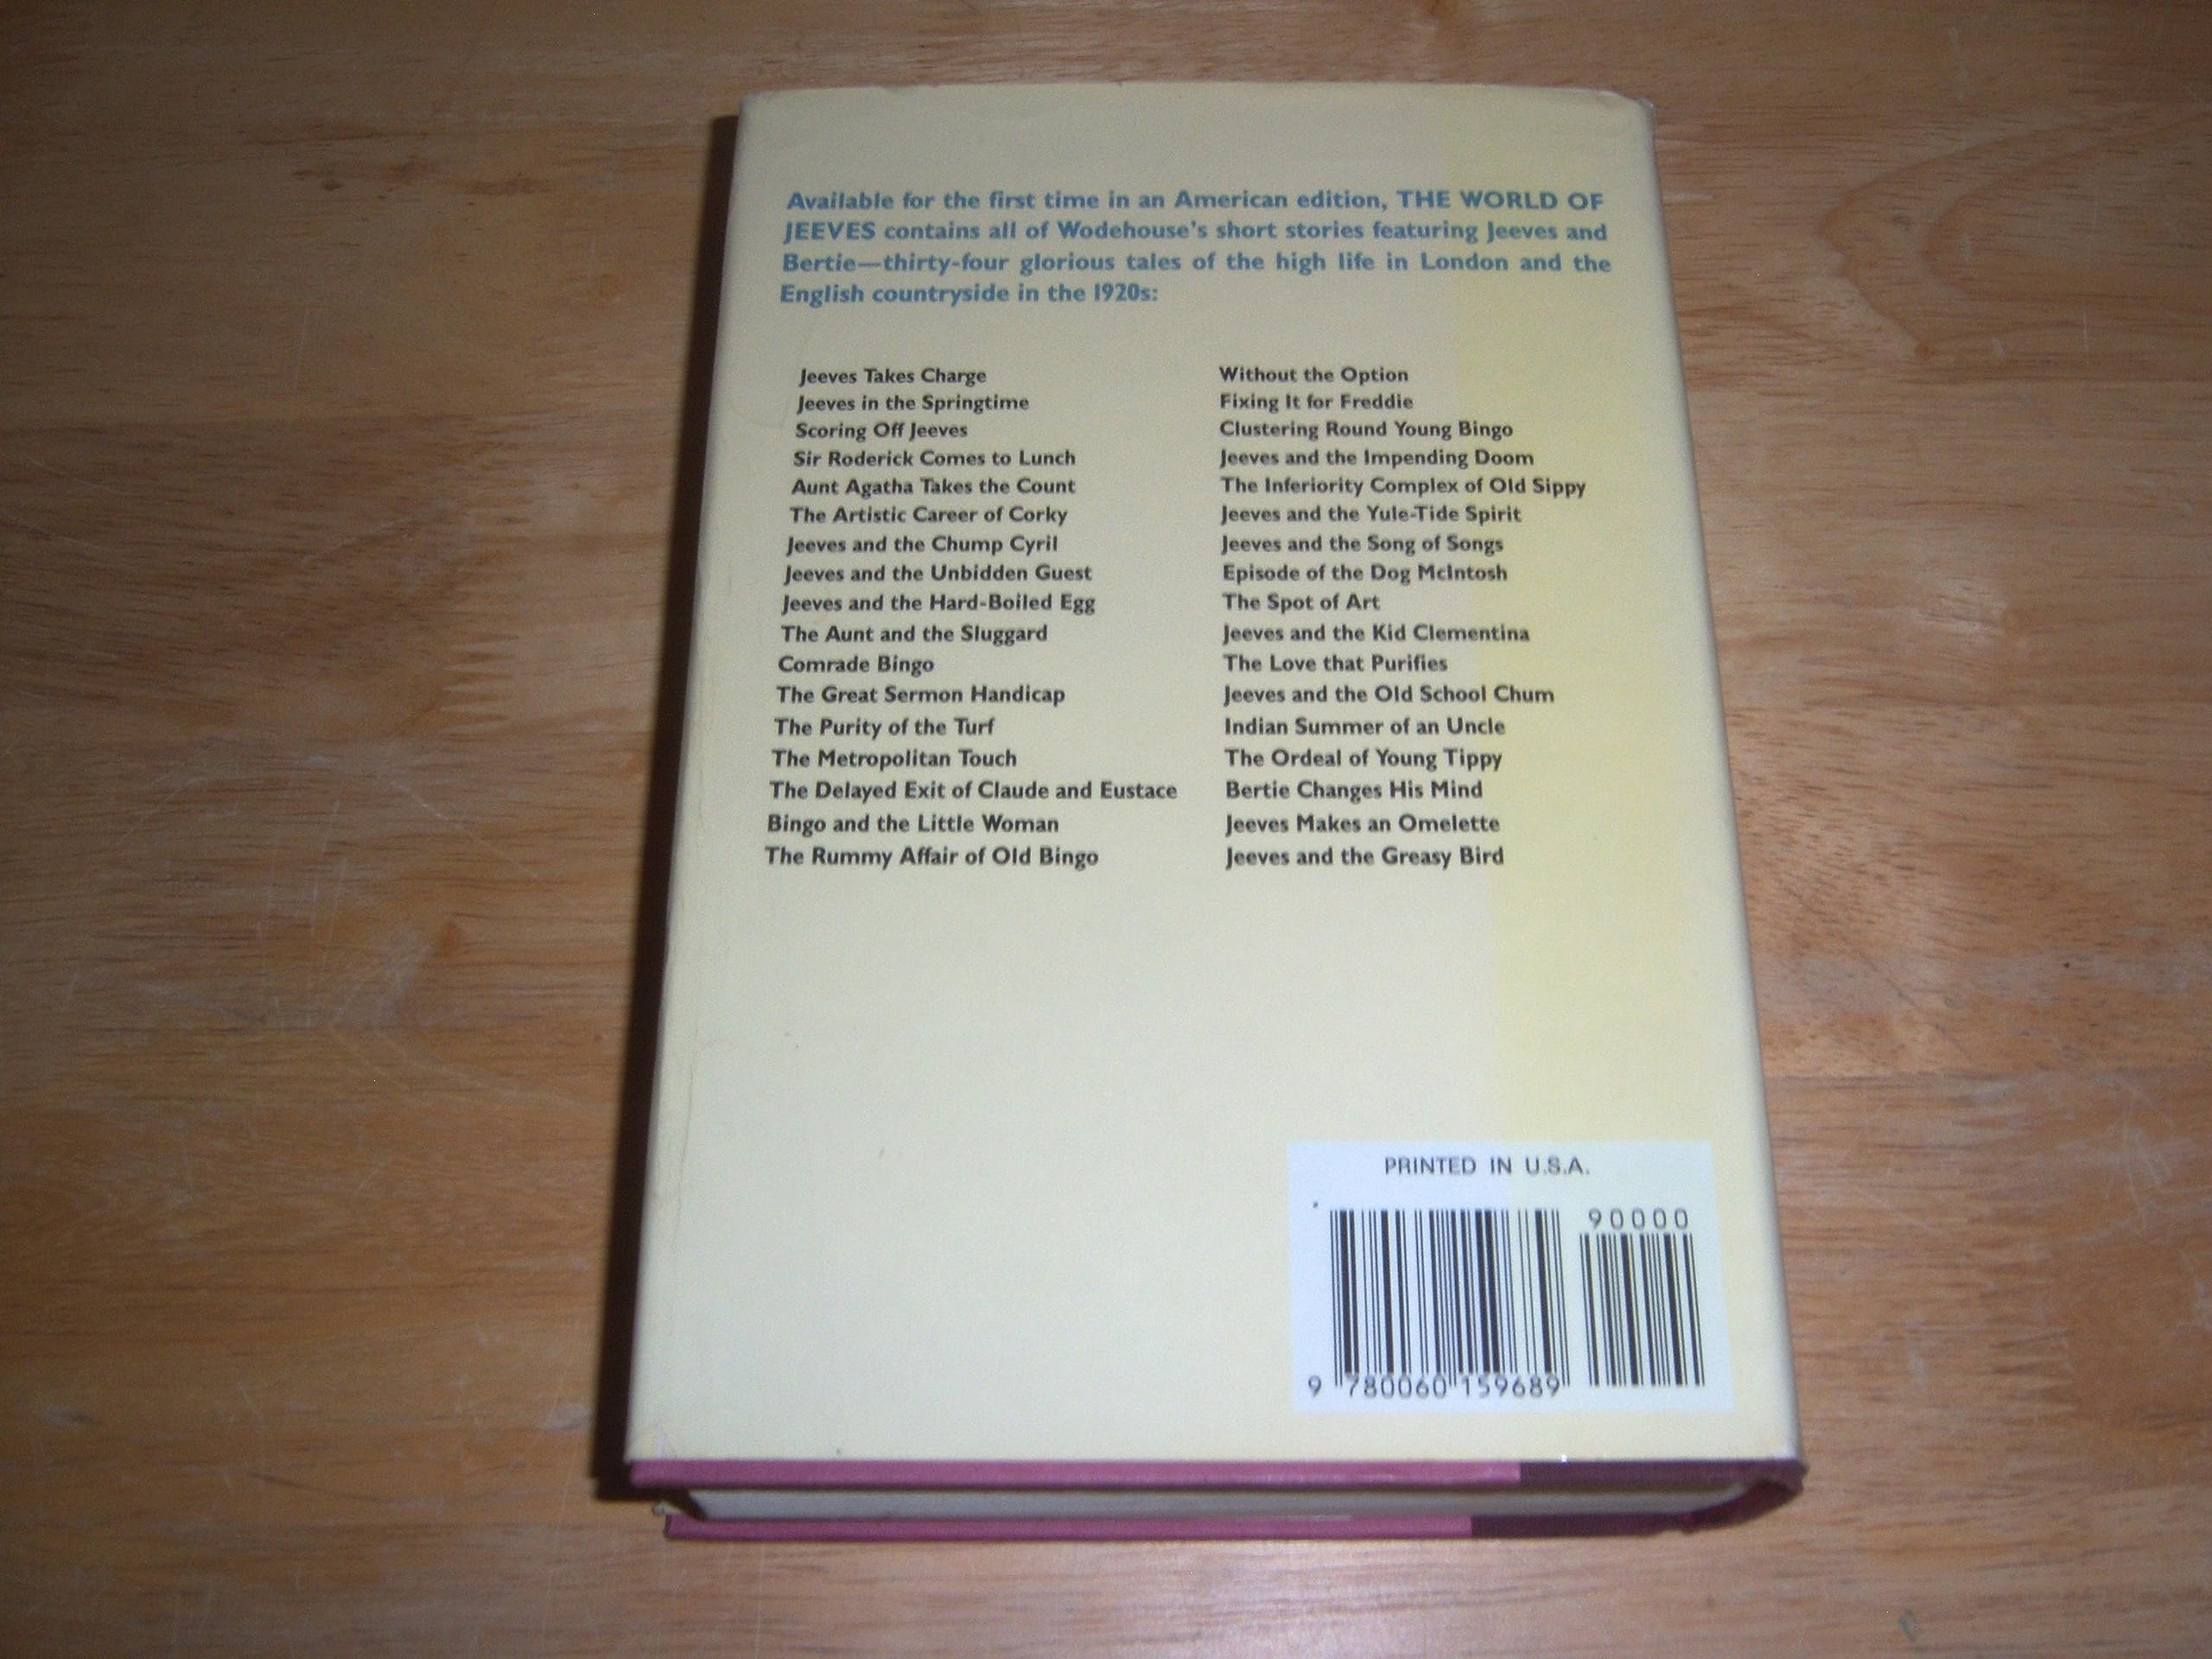 Available for the first time in an American edition, THE WORLD OF
JEEVES contains all of Wodehouse's short stories featuring Jeeves and
Bertie—thirty-four glorious tales of the high life in London and the
English countryside in the 1920s:
Jeeves Takes Charge
Jeeves in the Springtime
Scoring Off Jeeves
Sir Roderick Comes to Lunch
Aunt Agatha Takes the Count
The Artistic Career of Corky
Jeeves and the Chump Cyril
Jeeves and the Unbidden Guest
Jeeves and the Hard-Boiled Egg
The Aunt and the Sluggard
Comrade Bingo
The Great Sermon Handicap
The Purity of the Turf
The Metropolitan Touch
The Delayed Exit of Claude and Eustace
Bingo and the Little Woman
The Rummy Affair of Old Bingo
Without the Option
Fixing It for Freddie
Clustering Round Young Bingo
Jeeves and the Impending Doom
The Inferiority Complex of Old Sippy
Jeeves and the Yule-Tide Spirit
Jeeves and the Song of Songs
Episode of the Dog McIntosh
The Spot of Art
Jeeves and the Kid Clementina
The Love that Purifies
Jeeves and the Old School Chum
Indian Summer of an Uncle
The Ordeal of Young Tippy
Bertie Changes His Mind
Jeeves Makes an Omelette
Jeeves and the Greasy Bird
PRINTED IN U.S.A.
90000
9 780060 159689